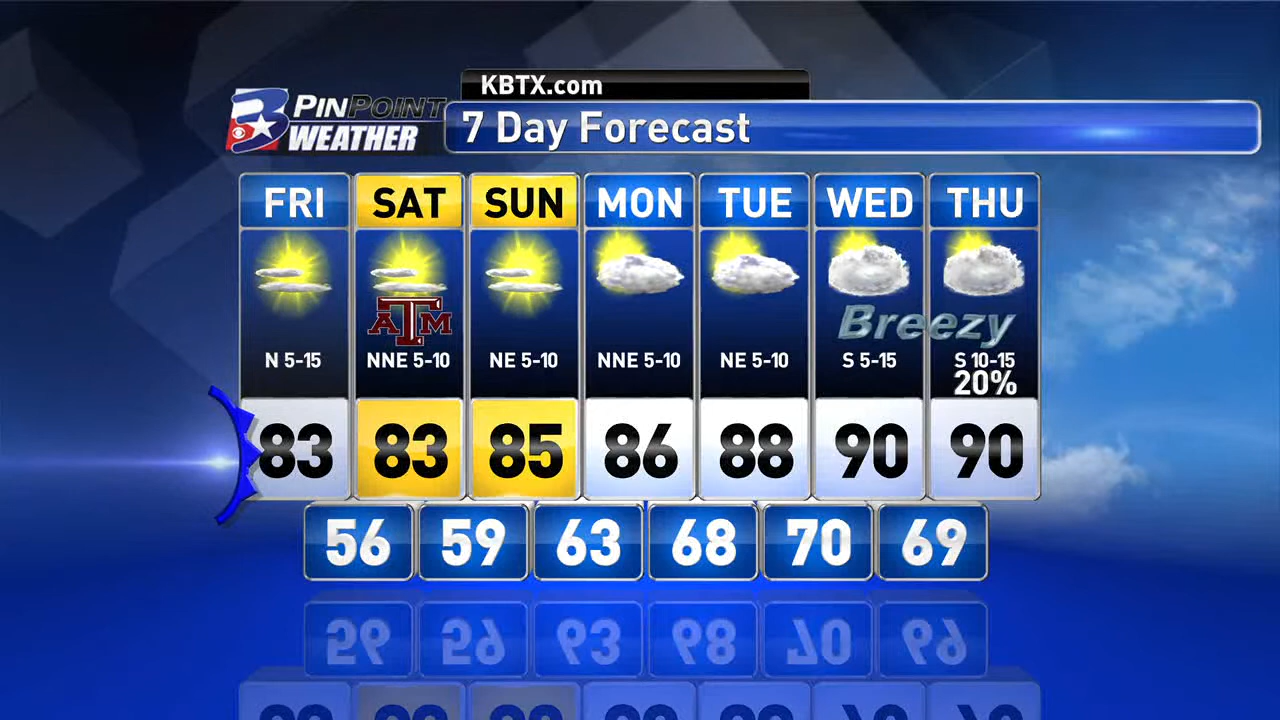 KBTX.com
3 PINPOINT
WEATHER
7 Day Forecast
FRI SAT SUN MON TUE WED THU
ATM
Breezy
N 5-15 NNE 5-10 NE 5-10 NNE 5-10 NE 5-10 S 5-15 S 10-15
20%
83 83 85 86 88 90 90
56 59 63 68 70 69